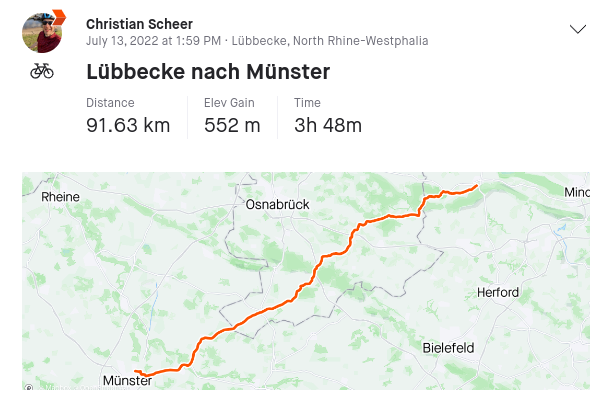 Christian Scheer
July 13, 2022 at 1:59 PM · Lübbecke, North Rhine-Westphalia
Lübbecke nach Münster
Distance
Elev Gain
Time
91.63 km
552 m
3h 48m
Rheine
Osnabrück
Mind
Herford
Bielefeld
Münster